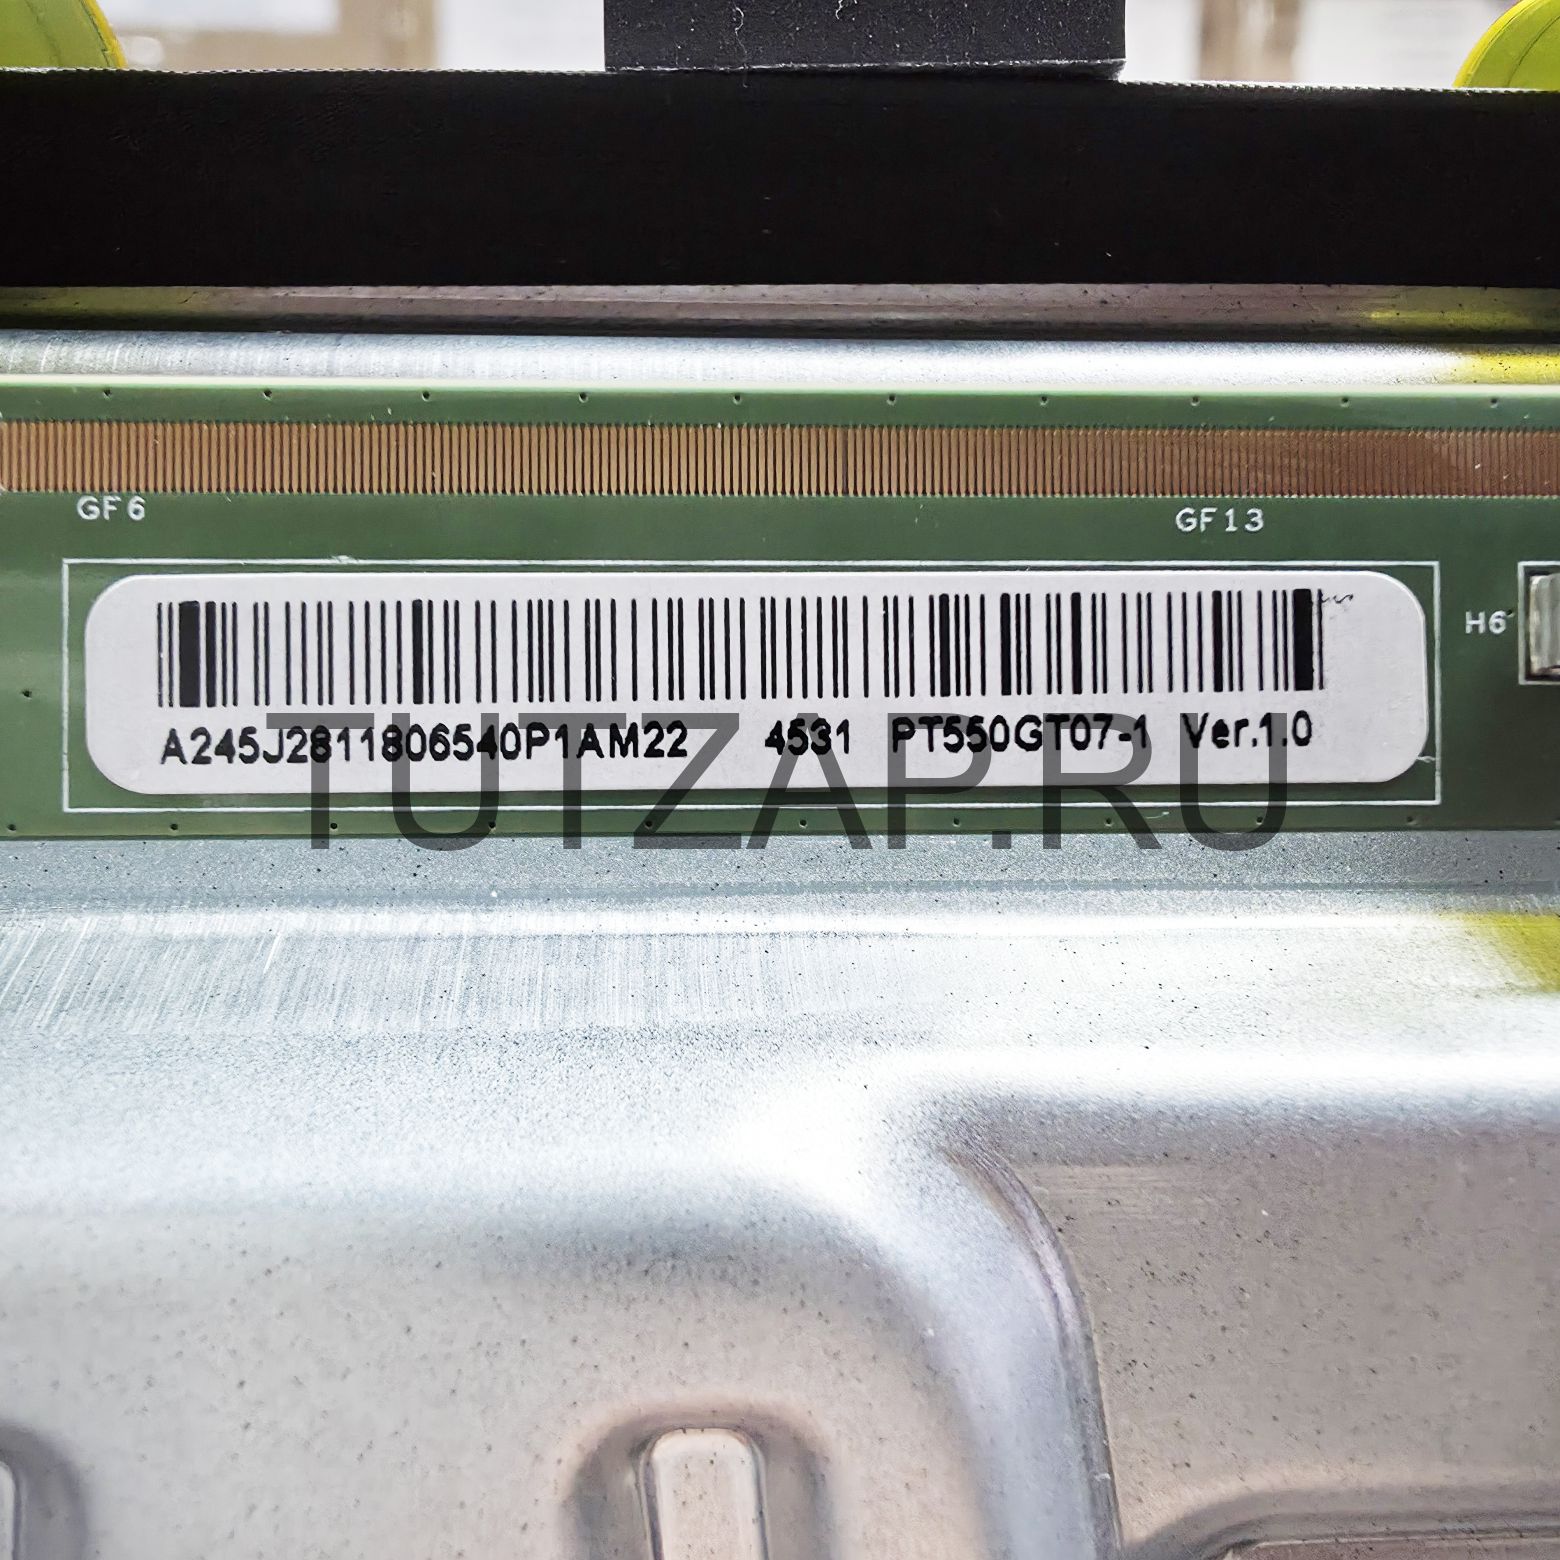 GF6
GF13
H6
A245J2811806540P1AM22 4531 PT550GT07-1 Ver.1.0
TUTZAP.RU